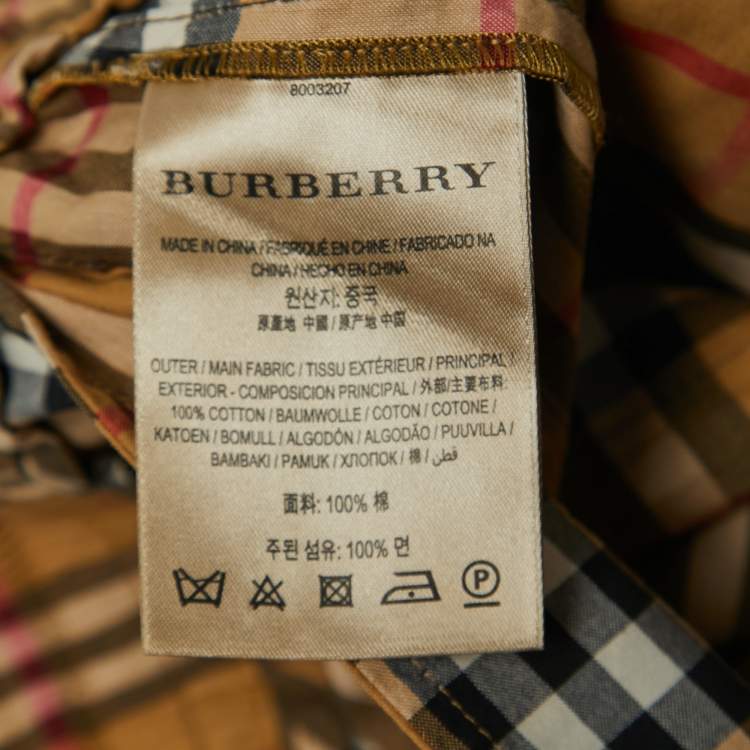 8003207
BURBERRY
MADE IN CHINA / FABRIQUÉ EN CHINE / FABRICADO NA
CHINA / HECHO EN CHINA
원산지: 중국
原產地 中國 / 原产地 中国
OUTER / MAIN FABRIC / TISSU EXTÉRIEUR / PRINCIPAL /
EXTERIOR - COMPOSICION PRINCIPAL / 外部/主要布料:
100% COTTON / BAUMWOLLE / COTON / COTONE /
KATOEN / BOMULL / ALGODÓN / ALGODÃO / PUUVILLA /
BAMBAKI / PAMUK / ХЛОПОК / 棉 / قطن
面料: 100% 棉
주된 섬유: 100% 면
P